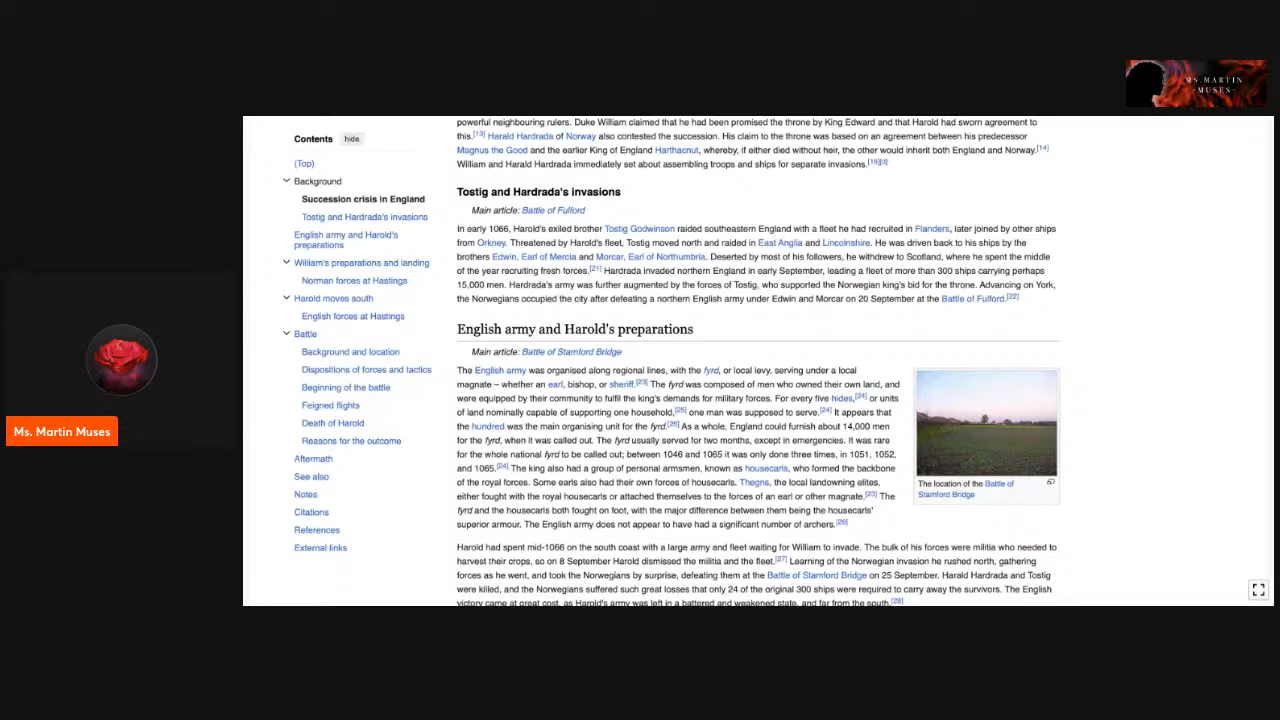 MS.MARTIN
-MUSES-
Contents hide
(Top)
Background
Succession crisis in England
Tostig and Hardrada's invasions
English army and Harold's
preparations
William's preparations and landing
Norman forces at Hastings
Harold moves south
English forces at Hastings
Battle
Background and location
Dispositions of forces and tactics
Beginning of the battle
Feigned flights
Death of Harold
Reasons for the outcome
Aftermath
See also
Notes
Citations
References
External links
powerful neighbouring rulers. Duke William claimed that he had been promised the throne by King Edward and that Harold had sworn agreement to
this.[13] Harald Hardrada of Norway also contested the succession. His claim to the throne was based on an agreement between his predecessor
Magnus the Good and the earlier King of England Harthacnut, whereby, if either died without heir, the other would inherit both England and Norway.[14]
William and Harald Hardrada immediately set about assembling troops and ships for separate invasions.[15][d]
Tostig and Hardrada's invasions
Main article: Battle of Fulford
In early 1066, Harold's exiled brother Tostig Godwinson raided southeastern England with a fleet he had recruited in Flanders, later joined by other ships
from Orkney. Threatened by Harold's fleet, Tostig moved north and raided in East Anglia and Lincolnshire. He was driven back to his ships by the
brothers Edwin, Earl of Mercia and Morcar, Earl of Northumbria. Deserted by most of his followers, he withdrew to Scotland, where he spent the middle
of the year recruiting fresh forces.[21] Hardrada invaded northern England in early September, leading a fleet of more than 300 ships carrying perhaps
15,000 men. Hardrada's army was further augmented by the forces of Tostig, who supported the Norwegian king's bid for the throne. Advancing on York,
the Norwegians occupied the city after defeating a northern English army under Edwin and Morcar on 20 September at the Battle of Fulford.[22]
English army and Harold's preparations
Main article: Battle of Stamford Bridge
The English army was organised along regional lines, with the fyrd, or local levy, serving under a local
magnate – whether an earl, bishop, or sheriff.[23] The fyrd was composed of men who owned their own land, and
were equipped by their community to fulfil the king's demands for military forces. For every five hides,[24] or units
of land nominally capable of supporting one household,[25] one man was supposed to serve.[24] It appears that
the hundred was the main organising unit for the fyrd.[26] As a whole, England could furnish about 14,000 men
for the fyrd, when it was called out. The fyrd usually served for two months, except in emergencies. It was rare
for the whole national fyrd to be called out; between 1046 and 1065 it was only done three times, in 1051, 1052,
and 1065.[24] The king also had a group of personal armsmen, known as housecarls, who formed the backbone
of the royal forces. Some earls also had their own forces of housecarls. Thegns, the local landowning elites,
either fought with the royal housecarls or attached themselves to the forces of an earl or other magnate.[23] The
fyrd and the housecarls both fought on foot, with the major difference between them being the housecarls'
superior armour. The English army does not appear to have had a significant number of archers.[26]
The location of the Battle of
Stamford Bridge
Harold had spent mid-1066 on the south coast with a large army and fleet waiting for William to invade. The bulk of his forces were militia who needed to
harvest their crops, so on 8 September Harold dismissed the militia and the fleet.[27] Learning of the Norwegian invasion he rushed north, gathering
forces as he went, and took the Norwegians by surprise, defeating them at the Battle of Stamford Bridge on 25 September. Harald Hardrada and Tostig
were killed, and the Norwegians suffered such great losses that only 24 of the original 300 ships were required to carry away the survivors. The English
victory came at great cost, as Harold's army was left in a battered and weakened state, and far from the south.[28]
Ms. Martin Muses